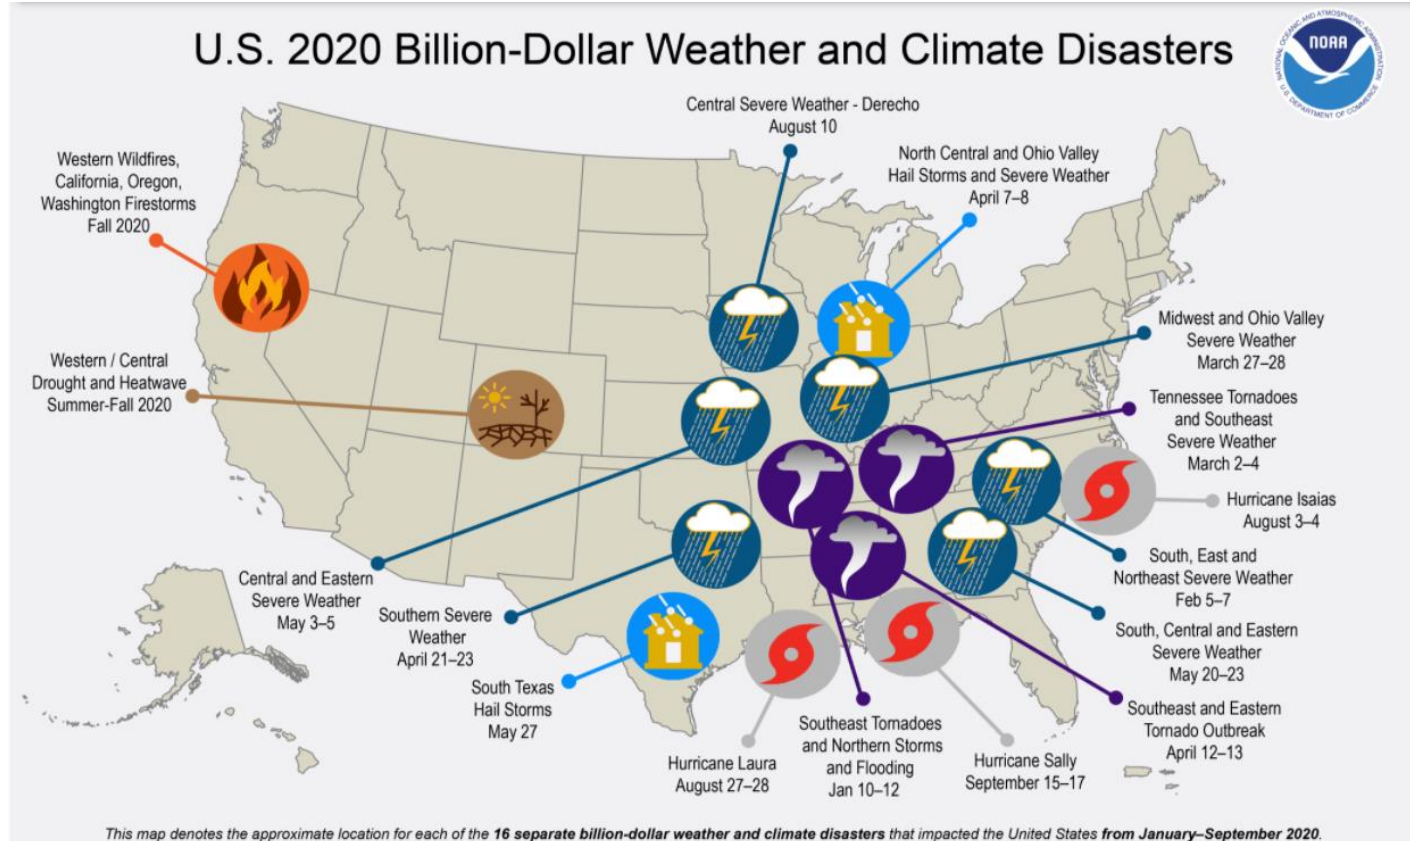 U.S. 2020 Billion-Dollar Weather and Climate Disasters
NATIONAL OCEANIC AND ATMOSPHERIC ADMINISTRATION
NOAA
U.S. DEPARTMENT OF COMMERCE
Central Severe Weather - Derecho
August 10
North Central and Ohio Valley
Hail Storms and Severe Weather
April 7–8
Western Wildfires,
California, Oregon,
Washington Firestorms
Fall 2020
Midwest and Ohio Valley
Severe Weather
March 27–28
Western / Central
Drought and Heatwave
Summer-Fall 2020
Tennessee Tornadoes
and Southeast
Severe Weather
March 2–4
Hurricane Isaias
August 3–4
South, East and
Northeast Severe Weather
Feb 5–7
Central and Eastern
Severe Weather
May 3–5
Southern Severe
Weather
April 21–23
South, Central and Eastern
Severe Weather
May 20–23
South Texas
Hail Storms
May 27
Southeast and Eastern
Tornado Outbreak
April 12–13
Hurricane Laura
August 27–28
Southeast Tornadoes
and Northern Storms
and Flooding
Jan 10–12
Hurricane Sally
September 15–17
This map denotes the approximate location for each of the 16 separate billion-dollar weather and climate disasters that impacted the United States from January–September 2020.